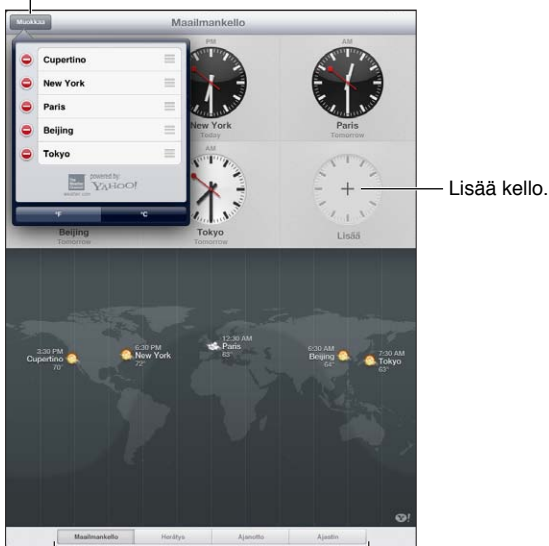 Muokkaa
Maailmankello
Cupertino
New York
Paris
Beijing
Tokyo
powered by
YAHOO!
weather.com
°F
°C
PM
New York
Today
AM
Paris
Tomorrow
Beijing
Tomorrow
AM
Tokyo
Tomorrow
Lisää
Lisää kello.
3:30 PM
Cupertino
70°
6:30 PM
New York
72°
12:30 AM
Paris
63°
6:30 AM
Beijing
64°
7:30 AM
Tokyo
63°
Y!
Maailmankello
Herätys
Ajanotto
Ajastin